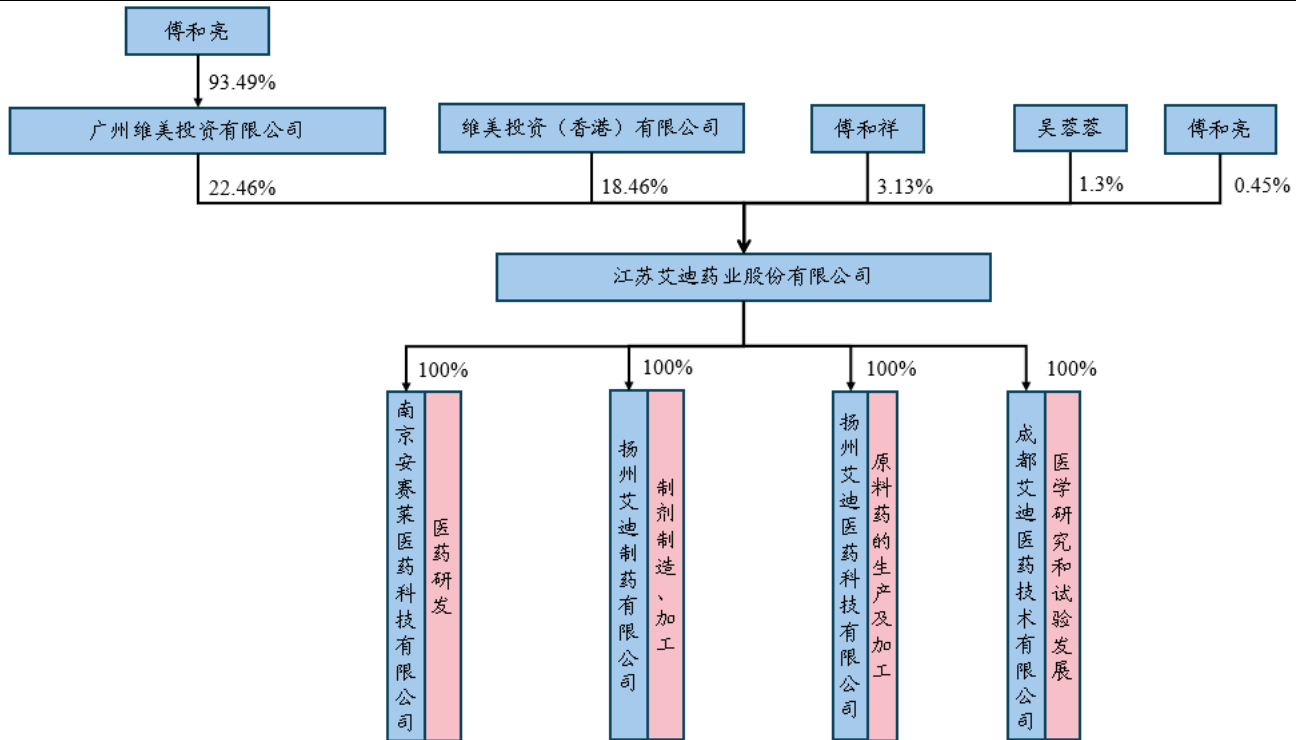 傅和亮
93.49%
广州维美投资有限公司
维美投资（香港）有限公司
傅和祥
吴蓉蓉
傅和亮
22.46%
18.46%
3.13%
1.3%
0.45%
江苏艾迪药业股份有限公司
100%
100%
100%
100%
南京安赛莱医药科技有限公司
医药研发
扬州艾迪制药有限公司
制剂制造、加工
扬州艾迪医药科技有限公司
原料药的生产及加工
成都艾迪医药技术有限公司
医学研究和试验发展